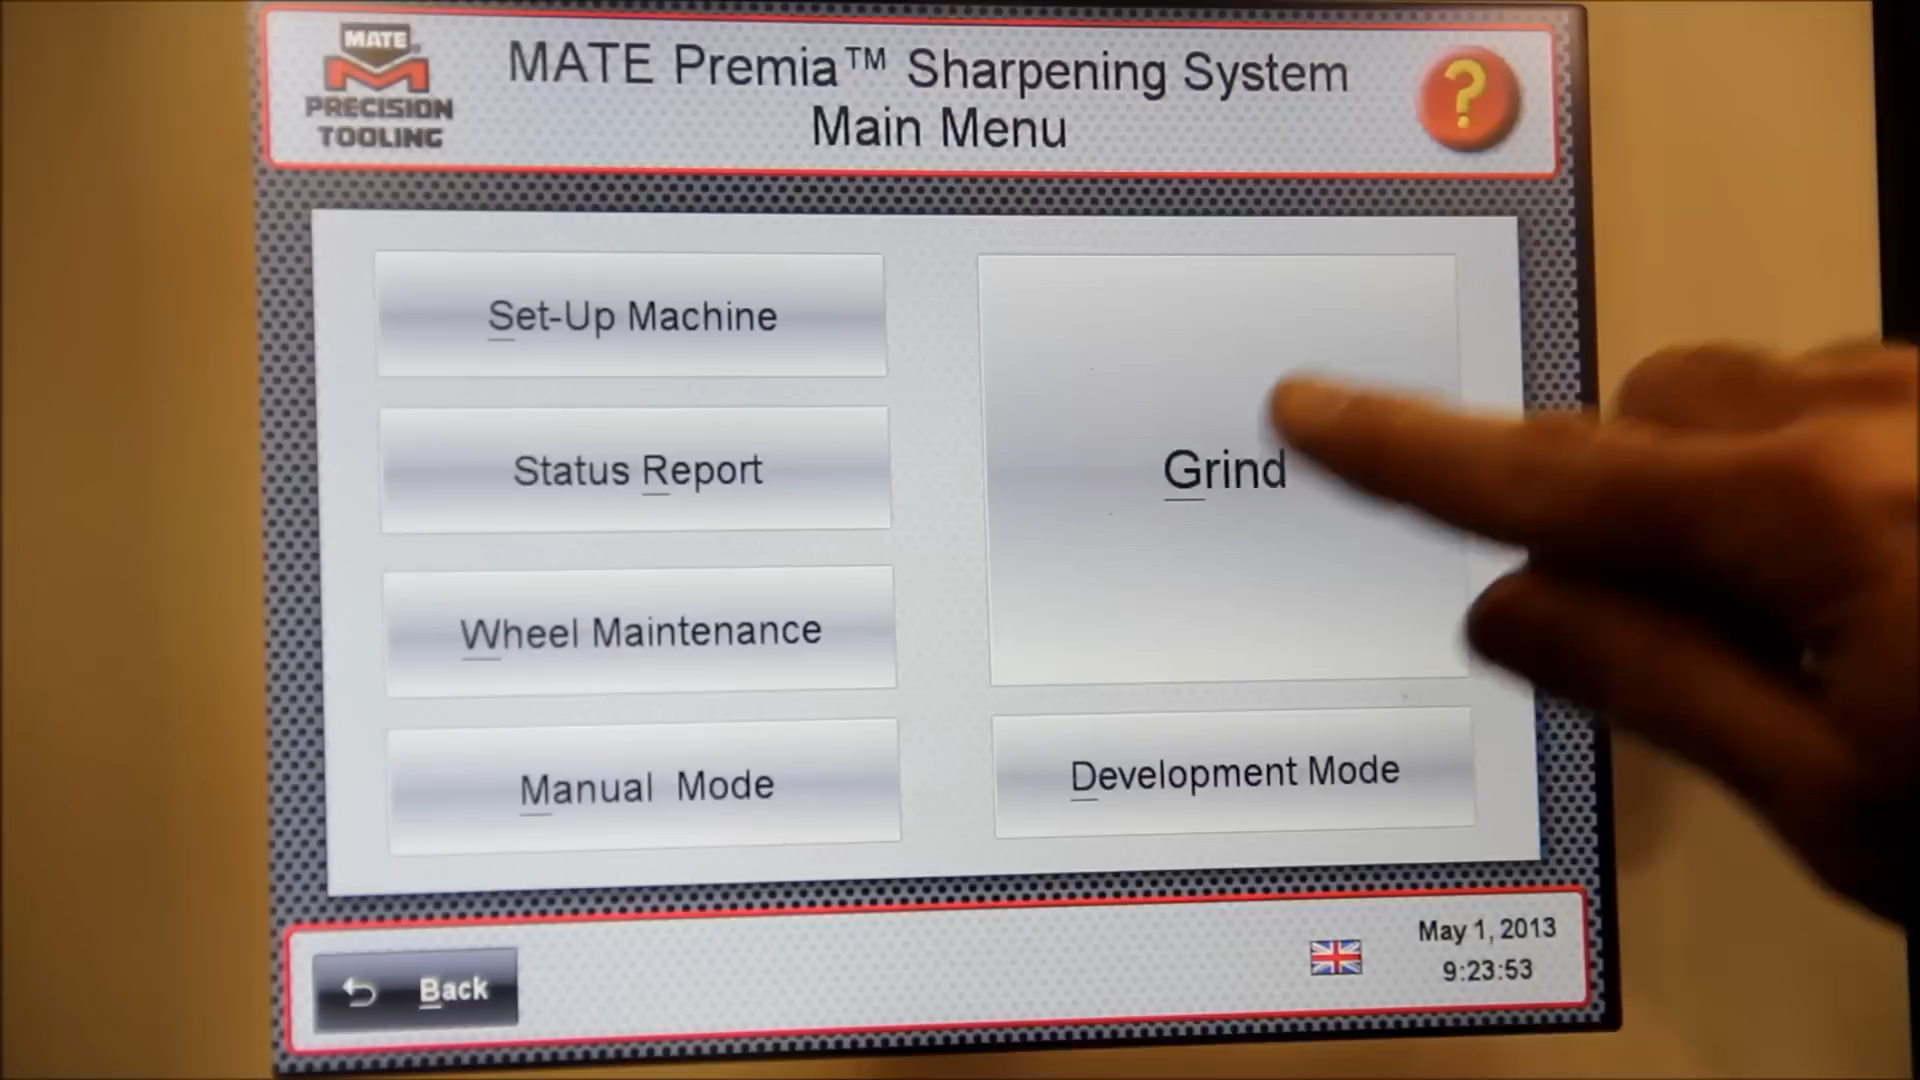 MATE
PRECISION
TOOLING
MATE Premia™ Sharpening System
Main Menu
?
Set-Up Machine
Status Report
Wheel Maintenance
Manual Mode
Grind
Development Mode
Back
May 1, 2013
9:23:53